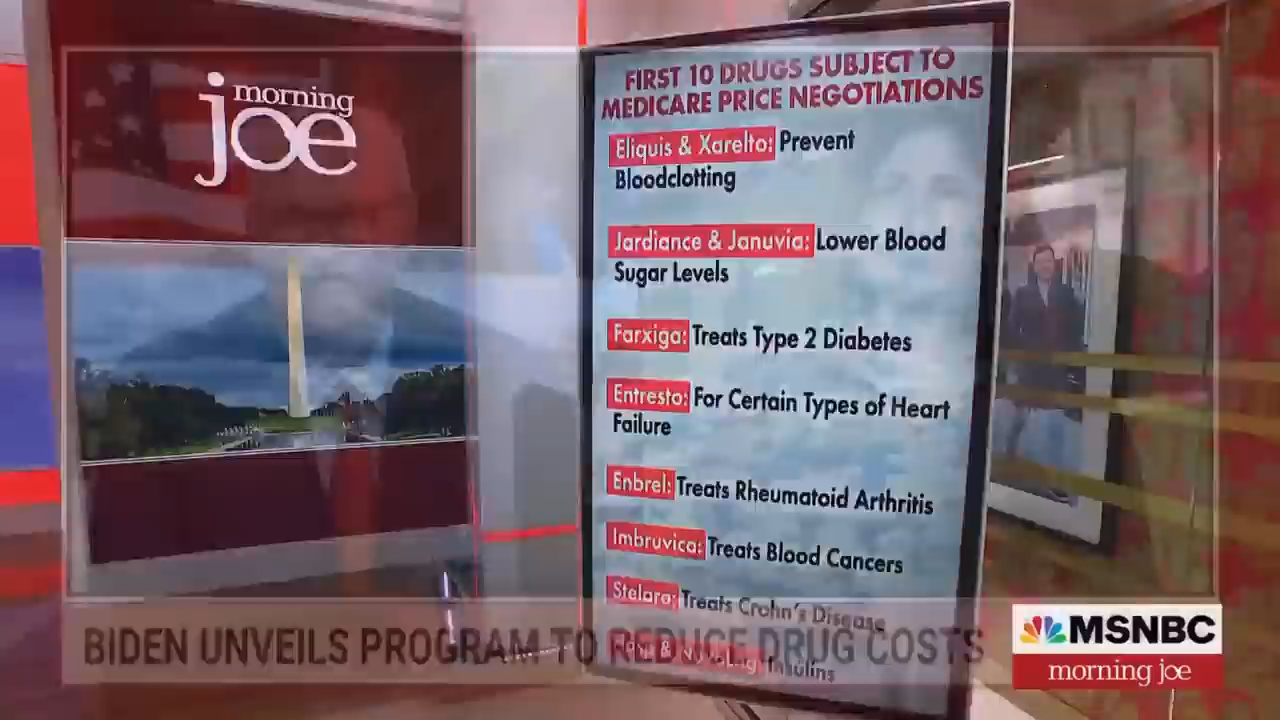 morning
joe
FIRST 10 DRUGS SUBJECT TO
MEDICARE PRICE NEGOTIATIONS
Eliquis & Xarelto: Prevent
Bloodclotting
Jardiance & Januvia: Lower Blood
Sugar Levels
Farxiga: Treats Type 2 Diabetes
Entresto: For Certain Types of Heart
Failure
Enbrel: Treats Rheumatoid Arthritis
Imbruvica: Treats Blood Cancers
Stelara: Treats Crohn's Disease
& Insulins
BIDEN UNVEILS PROGRAM TO REDUCE DRUG COSTS
MSNBC
morning joe